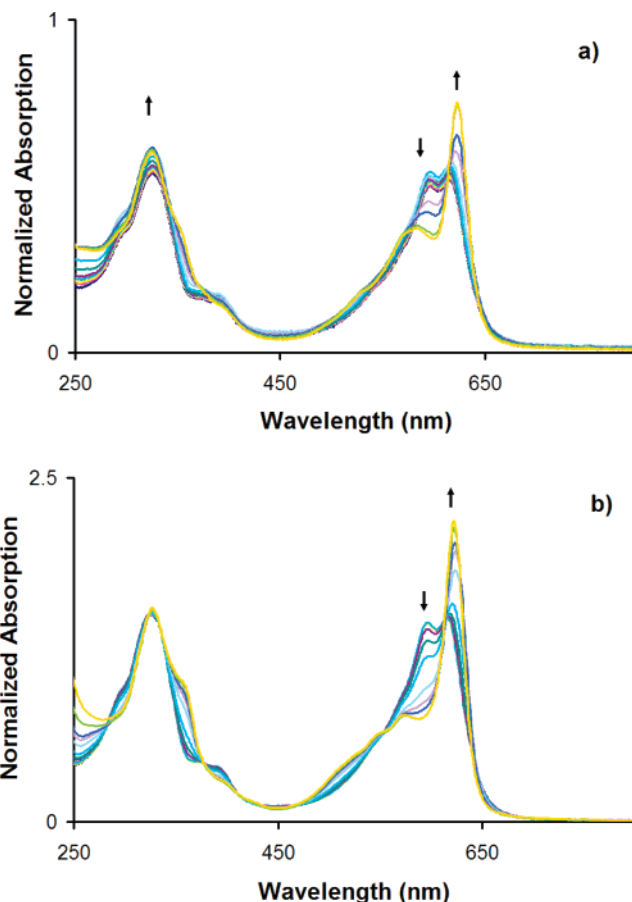 1
a)
Normalized Absorption
0
250
450
650
Wavelength (nm)
2.5
b)
Normalized Absorption
0
250
450
650
Wavelength (nm)